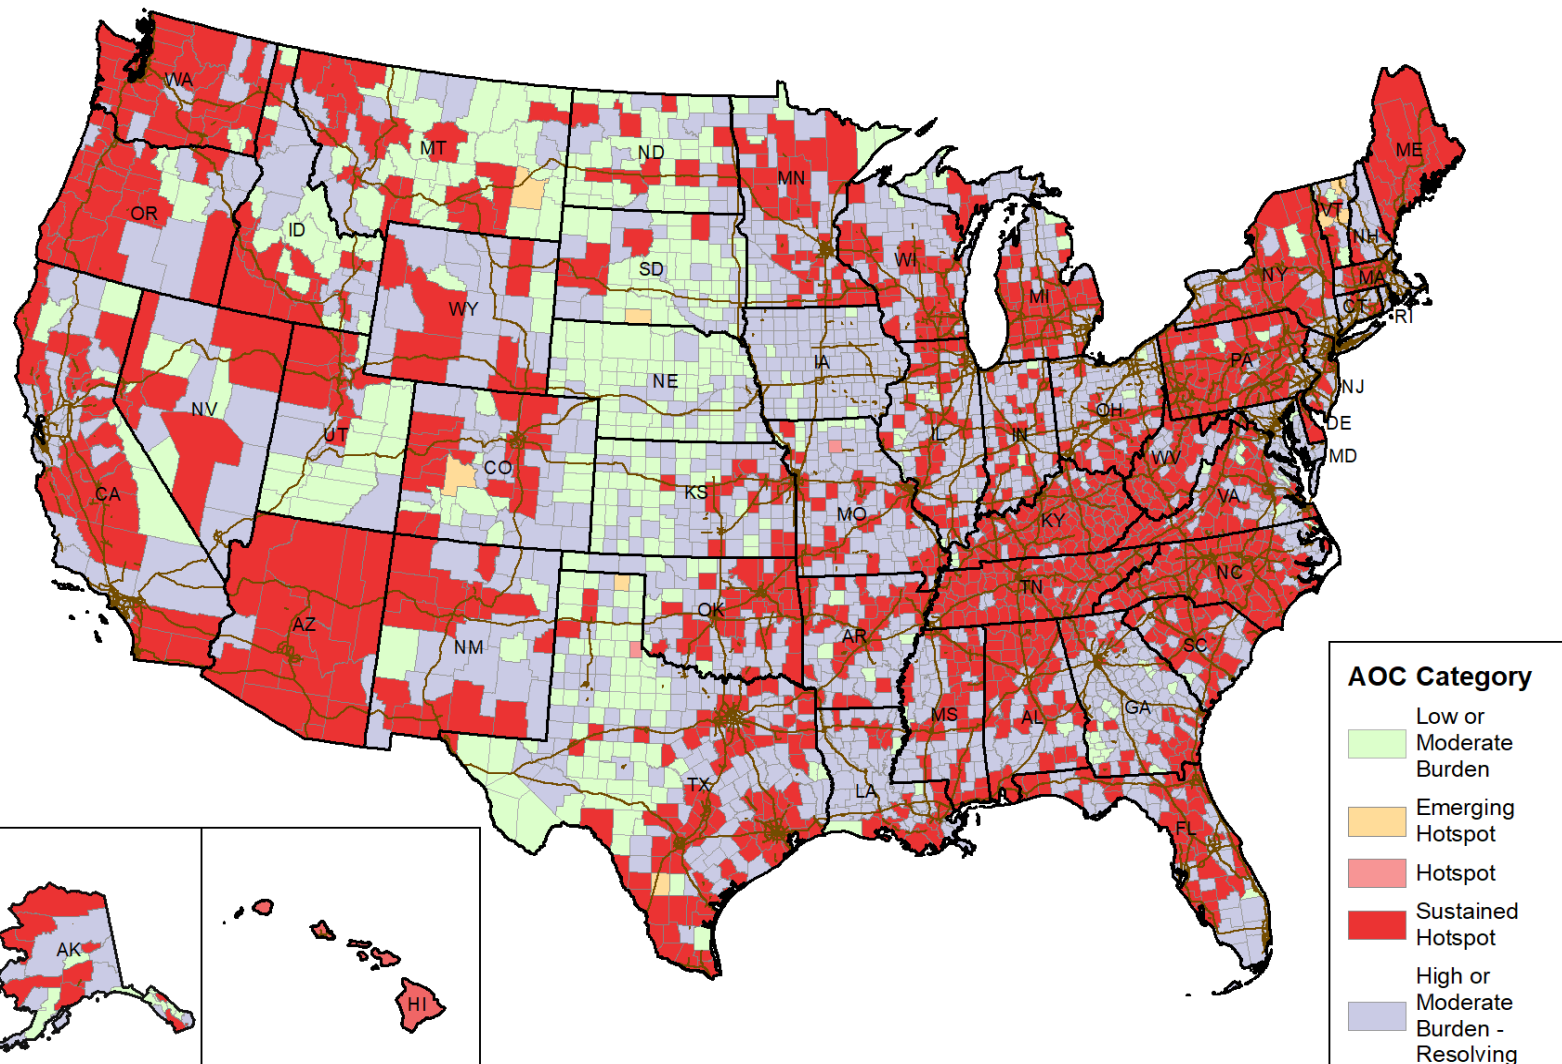 WA
MT
ND
MN
ME
OR
ID
SD
WI
VT
NH
WY
MI
NY
MA
CT
RI
IA
NE
PA
NV
UT
CO
IL
IN
OH
NJ
DE
MD
CA
KS
MO
WV
VA
KY
AZ
NM
OK
AR
TN
NC
SC
MS
AL
GA
TX
LA
FL
AK
HI
AOC Category
Low or
Moderate
Burden
Emerging
Hotspot
Hotspot
Sustained
Hotspot
High or
Moderate
Burden -
Resolving